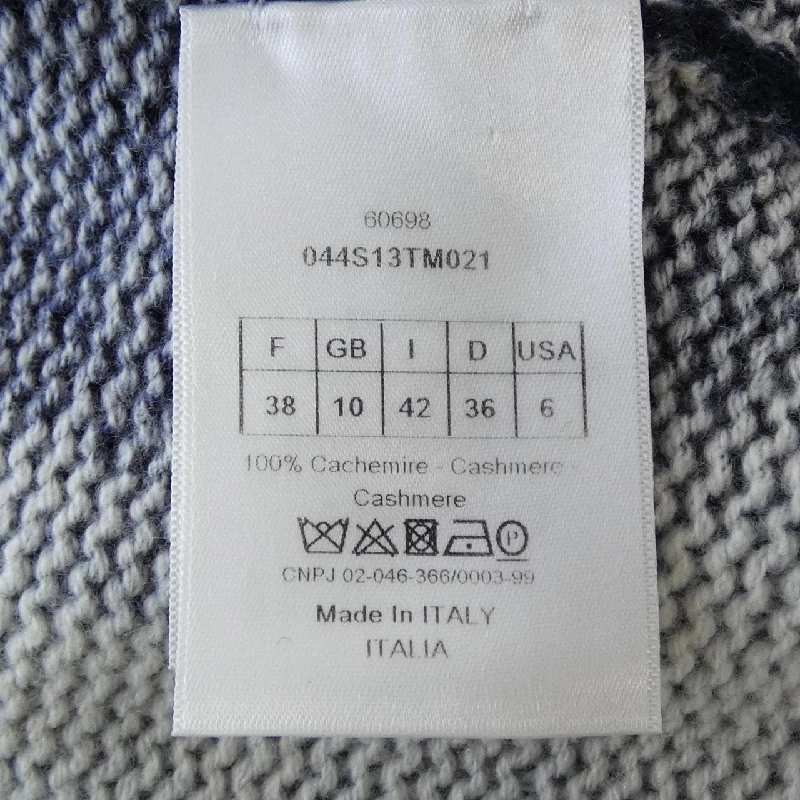 60698
044S13TM021
F GB I D USA
38 10 42 36 6
100% Cachemire - Cashmere -
Cashmere
P
CNPJ 02-046-366/0003-99
Made In ITALY
ITALIA